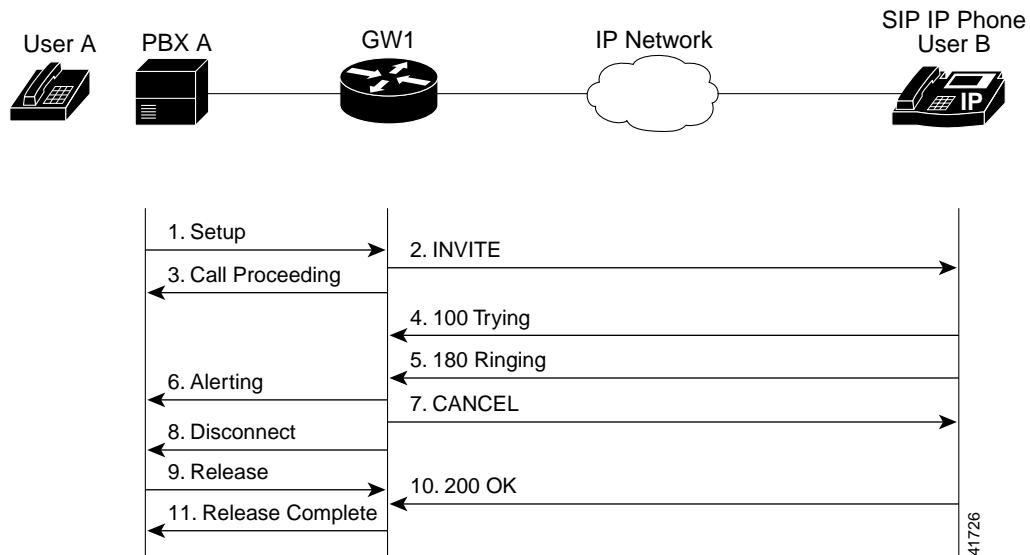 User A
PBX A
GW1
IP Network
SIP IP Phone
User B
IP
1. Setup
2. INVITE
3. Call Proceeding
4. 100 Trying
5. 180 Ringing
6. Alerting
7. CANCEL
8. Disconnect
9. Release
10. 200 OK
11. Release Complete
41726